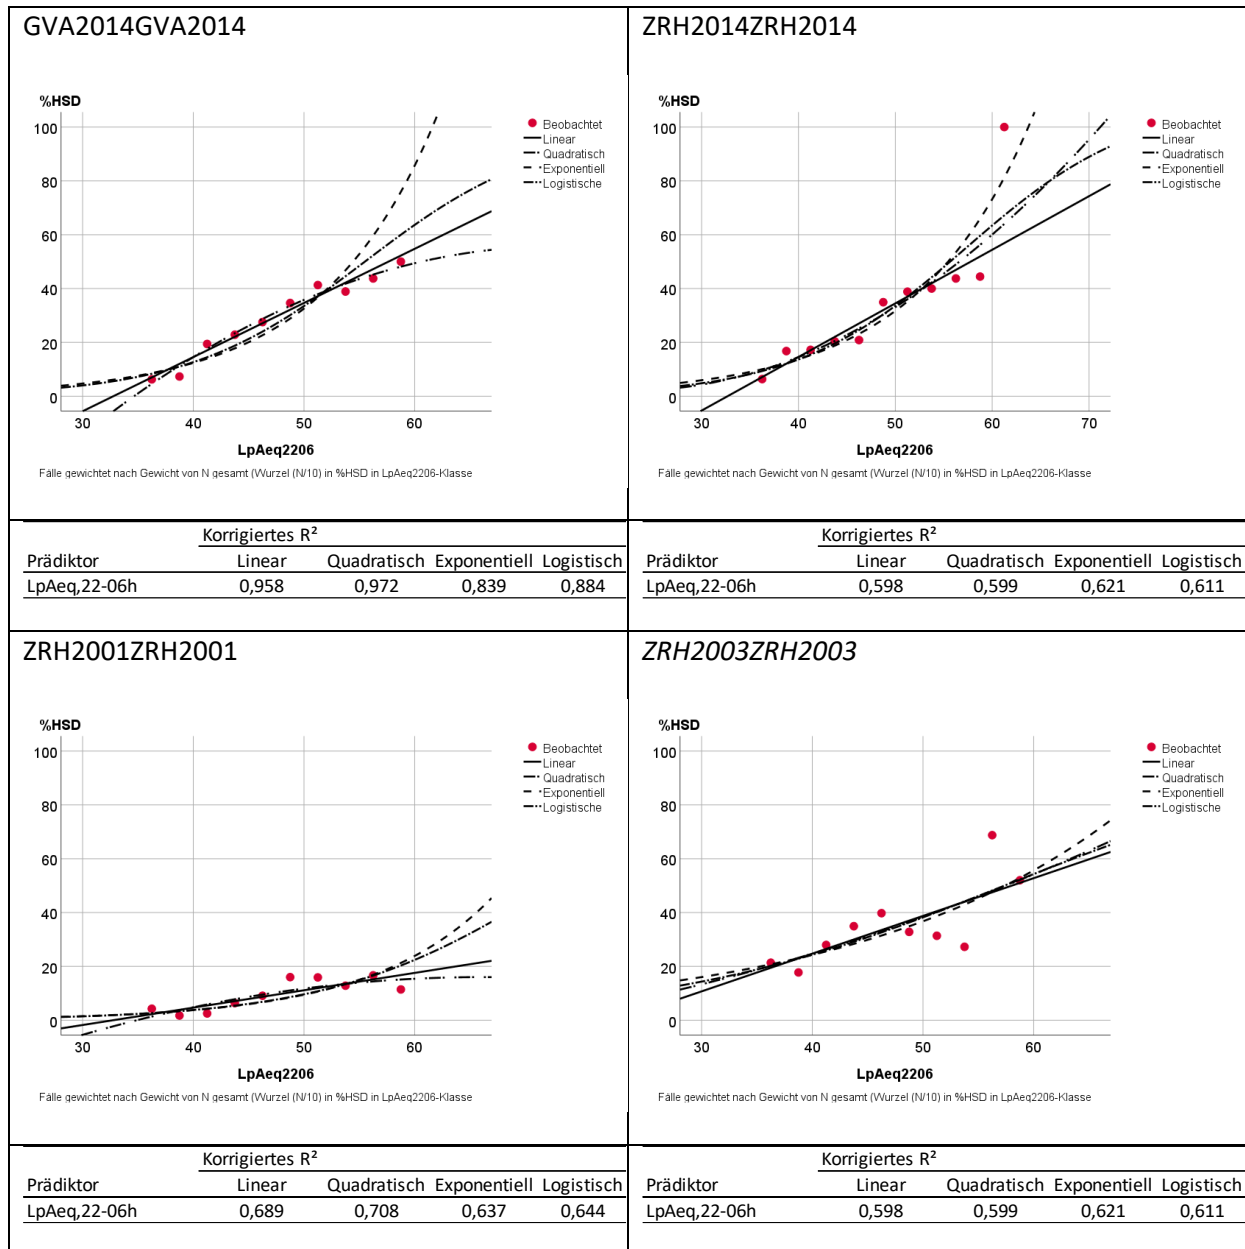 GVA2014GVA2014
%HSD
100
80
60
40
20
0
30 40 50 60
LpAeq2206
Beobachtet
Linear
Quadratisch
Exponentiell
Logistische
Fälle gewichtet nach Gewicht von N gesamt (Wurzel (N/10) in %HSD in LpAeq2206-Klasse
Korrigiertes R²
Prädiktor Linear Quadratisch Exponentiell Logistisch
LpAeq,22-06h 0,958 0,972 0,839 0,884
ZRH2014ZRH2014
%HSD
100
80
60
40
20
0
30 40 50 60 70
LpAeq2206
Beobachtet
Linear
Quadratisch
Exponentiell
Logistische
Fälle gewichtet nach Gewicht von N gesamt (Wurzel (N/10) in %HSD in LpAeq2206-Klasse
Korrigiertes R²
Prädiktor Linear Quadratisch Exponentiell Logistisch
LpAeq,22-06h 0,598 0,599 0,621 0,611
ZRH2001ZRH2001
%HSD
100
80
60
40
20
0
30 40 50 60
LpAeq2206
Beobachtet
Linear
Quadratisch
Exponentiell
Logistische
Fälle gewichtet nach Gewicht von N gesamt (Wurzel (N/10) in %HSD in LpAeq2206-Klasse
Korrigiertes R²
Prädiktor Linear Quadratisch Exponentiell Logistisch
LpAeq,22-06h 0,689 0,708 0,637 0,644
ZRH2003ZRH2003
%HSD
100
80
60
40
20
0
30 40 50 60
LpAeq2206
Beobachtet
Linear
Quadratisch
Exponentiell
Logistische
Fälle gewichtet nach Gewicht von N gesamt (Wurzel (N/10) in %HSD in LpAeq2206-Klasse
Korrigiertes R²
Prädiktor Linear Quadratisch Exponentiell Logistisch
LpAeq,22-06h 0,598 0,599 0,621 0,611